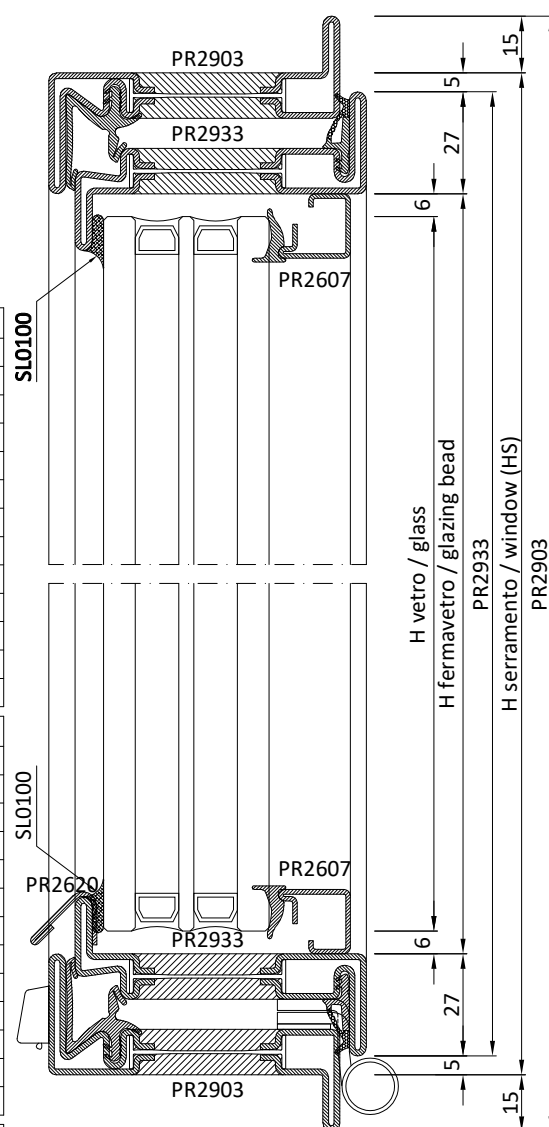 PR2903
15
5
PR2933
27
6
PR2607
SL0100
H vetro / glass
H fermavetro / glazing bead
PR2933
H serramento / window (HS)
PR2903
SL0100
PR2620
PR2607
PR2933
6
27
5
PR2903
15